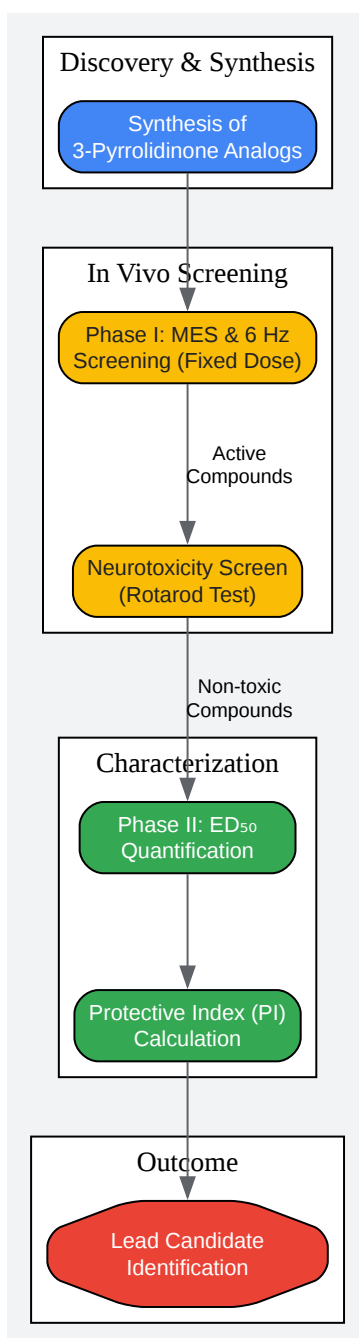 Discovery & Synthesis
Synthesis of
3-Pyrrolidinone Analogs
In Vivo Screening
Phase I: MES & 6 Hz
Screening (Fixed Dose)
Active
Compounds
Neurotoxicity Screen
(Rotarod Test)
Non-toxic
Compounds
Characterization
Phase II: ED₅₀
Quantification
Protective Index (PI)
Calculation
Outcome
Lead Candidate
Identification